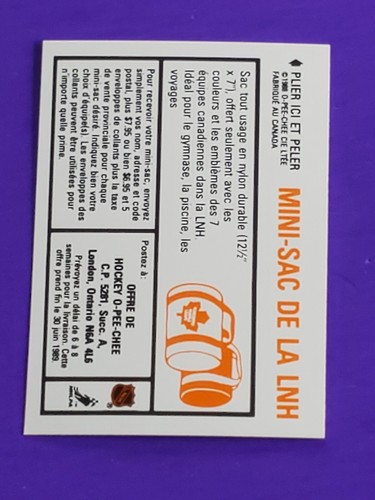 PLIER ICI ET PELER
© 1988 O-PEE-CHEE CIE LTÉE
FABRIQUÉ AU CANADA
MINI-SAC DE LA LNH
Sac tout usage en nylon durable (12½"
x 7"), offert seulement avec les
couleurs et les emblèmes des 7
équipes canadiennes dans la LNH.
Idéal pour le gymnase, la piscine, les
voyages
Pour recevoir votre mini-sac, envoyez
simplement vos nom, adresse et code
postal, plus $7.95 ou bien $6.95 et 5
enveloppes de collants plus la taxe
de vente provinciale pour chaque
mini-sac désiré. Indiquez bien votre
choix d'équipe(s). Les enveloppes des
collants peuvent être utilisées pour
n'importe quelle prime.
Postez à:
OFFRE DE
HOCKEY O-PEE-CHEE
C.P. 5291, Succ. A,
London, Ontario N6A 4L6
Prévoyez un délai de 6 à 8
semaines pour la livraison. Cette
offre prend fin le 30 juin 1989